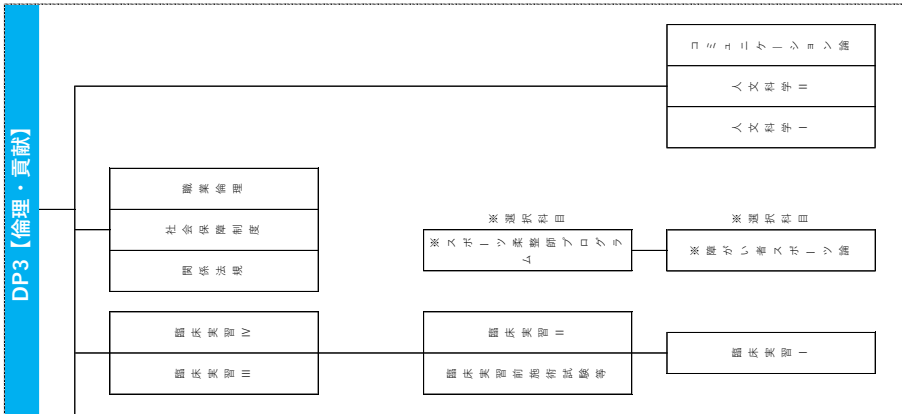 DP3【倫理・貢献】
コミュニケーション論
人文科学Ⅱ
人文科学Ⅰ
職業倫理
社会保障制度
関係法規
※選択科目
※スポーツ柔整師プログラ
ム
※選択科目
※障がい者スポーツ論
臨床実習Ⅳ
臨床実習Ⅲ
臨床実習Ⅱ
臨床実習前施術試験等
臨床実習Ⅰ